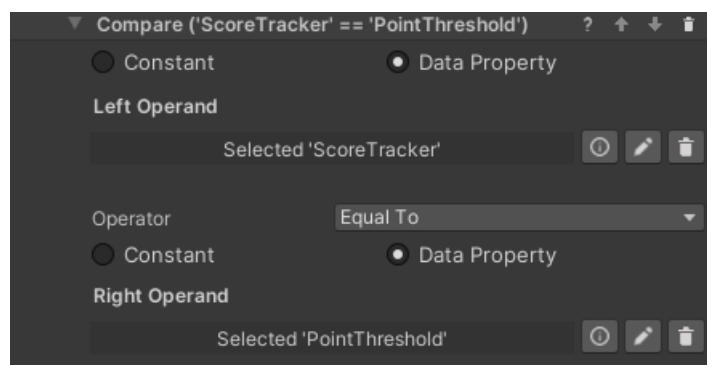 Compare ('ScoreTracker' == 'PointThreshold') ?
Constant Data Property
Left Operand
Selected 'ScoreTracker'
Operator Equal To
Constant Data Property
Right Operand
Selected 'PointThreshold'